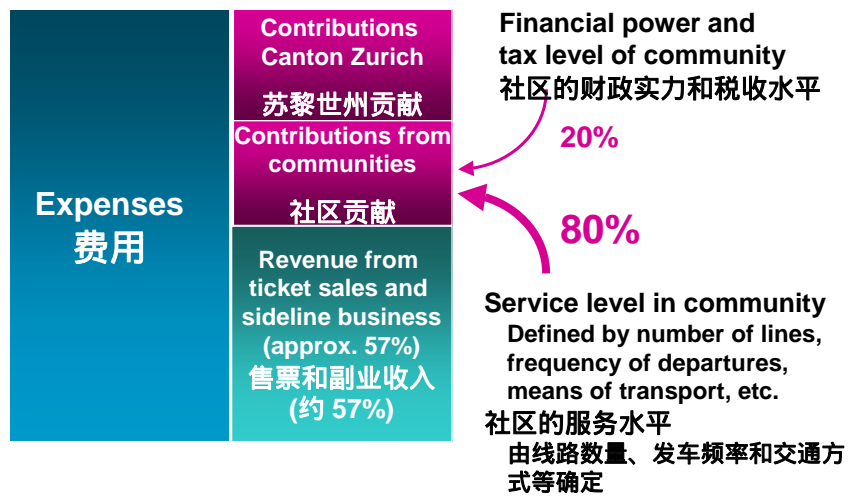 Expenses
费用
Contributions
Canton Zurich
苏黎世州贡献
Contributions from
communities
社区贡献
Revenue from
ticket sales and
sideline business
(approx. 57%)
售票和副业收入
(约 57%)
Financial power and
tax level of community
社区的财政实力和税收水平
20%
80%
Service level in community
Defined by number of lines,
frequency of departures,
means of transport, etc.
社区的服务水平
由线路数量、发车频率和交通方
式等确定